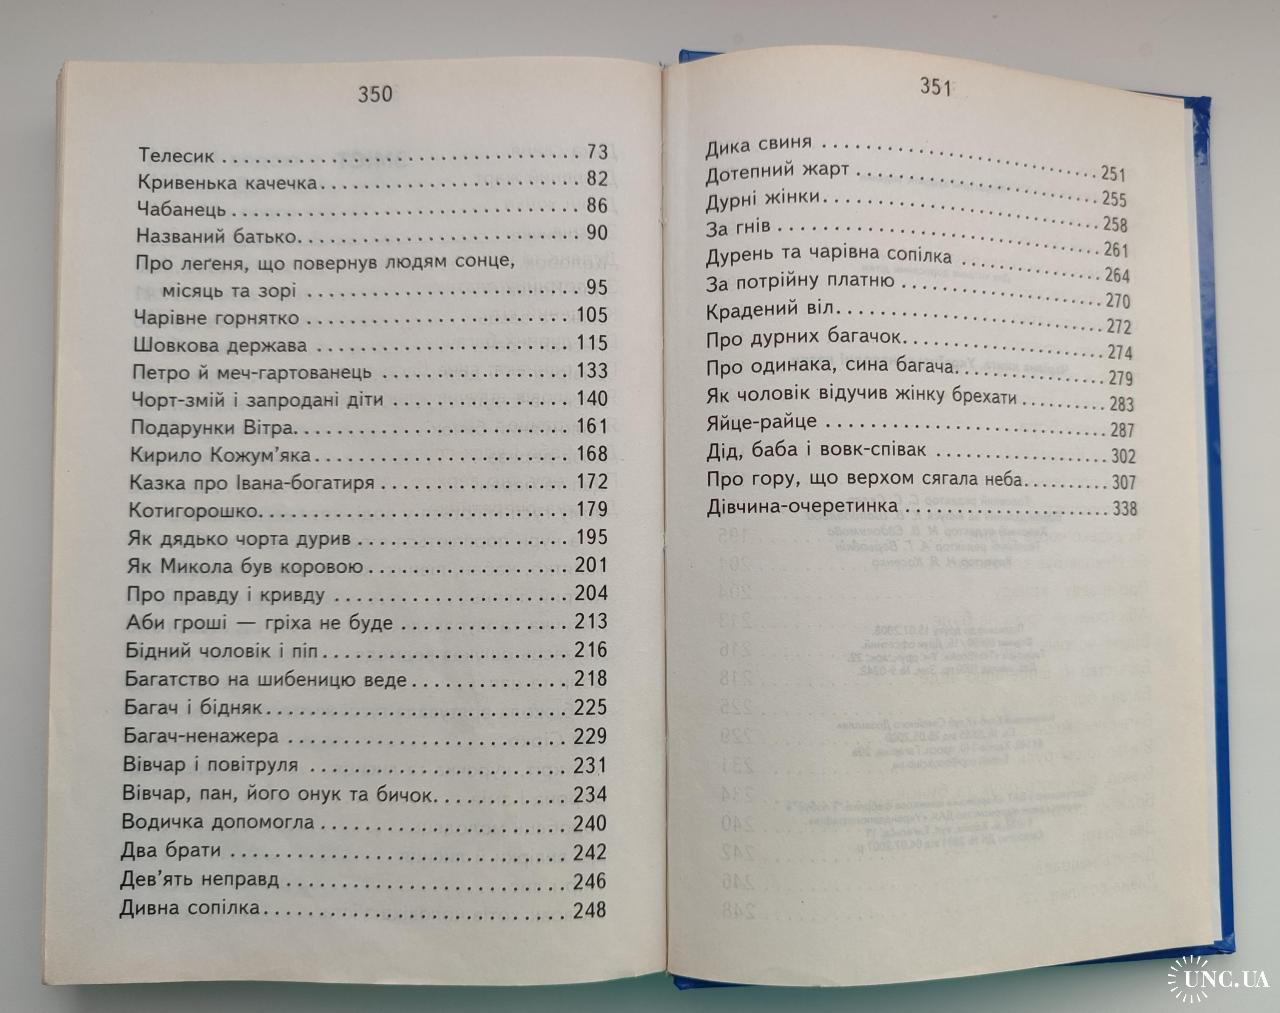 350
Телесик 73
Кривенька качечка 82
Чабанець 86
Названий батько 90
Про леґеня, що повернув людям сонце,
місяць та зорі 95
Чарівне горнятко 105
Шовкова держава 115
Петро й меч-гартованець 133
Чорт-змій і запродані діти 140
Подарунки Вітра 161
Кирило Кожум’яка 168
Казка про Івана-богатиря 172
Котигорошко 179
Як дядько чорта дурив 195
Як Микола був коровою 201
Про правду і кривду 204
Аби гроші — гріха не буде 213
Бідний чоловік і піп 216
Багатство на шибеницю веде 218
Багач і бідняк 225
Багач-ненажера 229
Вівчар і повітруля 231
Вівчар, пан, його онук та бичок 234
Водичка допомогла 240
Два брати 242
Дев’ять неправд 246
Дивна сопілка 248
351
Дика свиня 251
Дотепний жарт 255
Дурні жінки 258
За гнів 261
Дурень та чарівна сопілка 264
За потрійну платню 270
Крадений віл 272
Про дурних багачок 274
Про одинака, сина багача 279
Як чоловік відучив жінку брехати 283
Яйце-райце 287
Дід, баба і вовк-співак 302
Про гору, що верхом сягала неба 307
Дівчина-очеретинка 338
UNC.UA